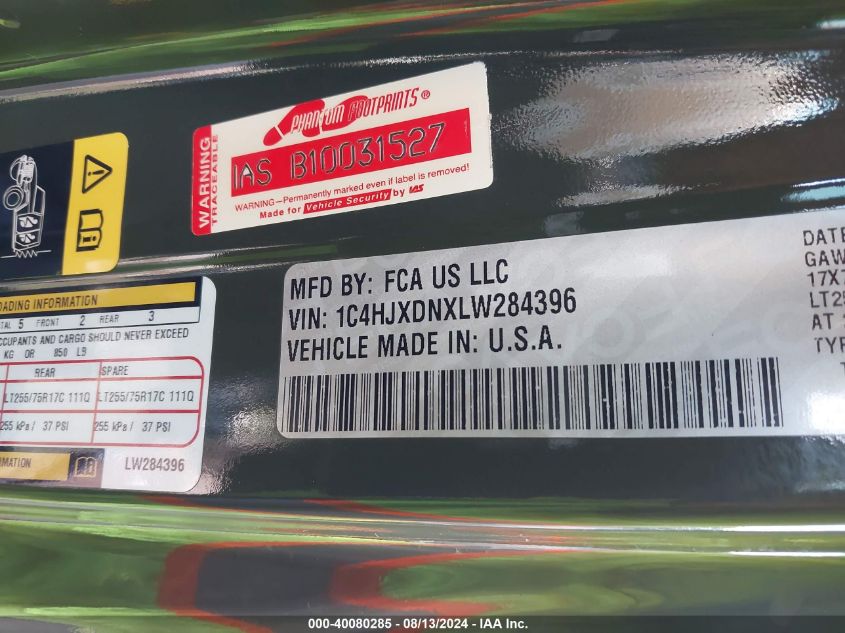 PHANTOM FOOTPRINTS®
WARNING
TRACEABLE
IAS B10031527
WARNING—Permanently marked even if label is removed!
Made for Vehicle Security by IAS
MFD BY: FCA US LLC
VIN: 1C4HJXDNXLW284396
VEHICLE MADE IN: U.S.A.
DATE
GAW
17X7
LT25
AT
TYP
T
OADING INFORMATION
TAL 5 FRONT 2 REAR 3
CCUPANTS AND CARGO SHOULD NEVER EXCEED
KG OR 850 LB
REAR SPARE
LT255/75R17C 111Q LT255/75R17C 111Q
255 kPa / 37 PSI 255 kPa / 37 PSI
RMATION
LW284396
000-40080285 - 08/13/2024 - IAA Inc.